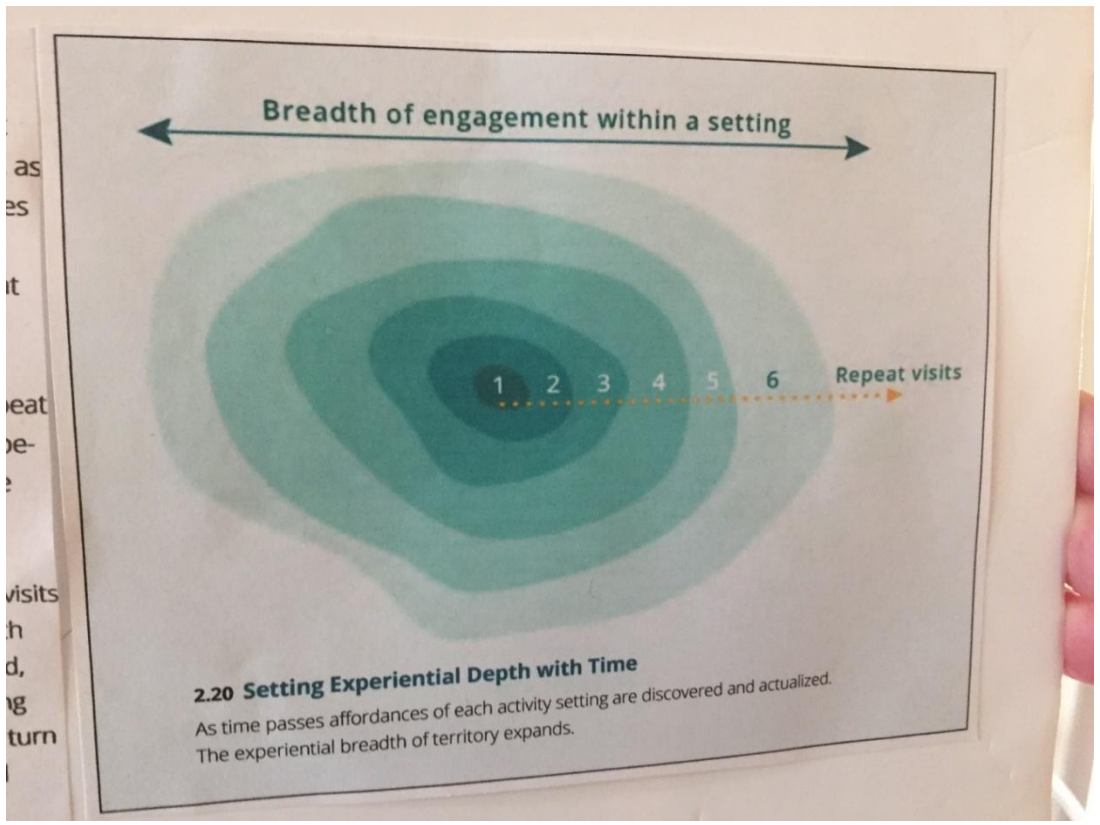 as
es
at
eat
be-
e
visits
h
d,
ng
turn
Breadth of engagement within a setting
1 2 3 4 5 6 Repeat visits
2.20 Setting Experiential Depth with Time
As time passes affordances of each activity setting are discovered and actualized.
The experiential breadth of territory expands.